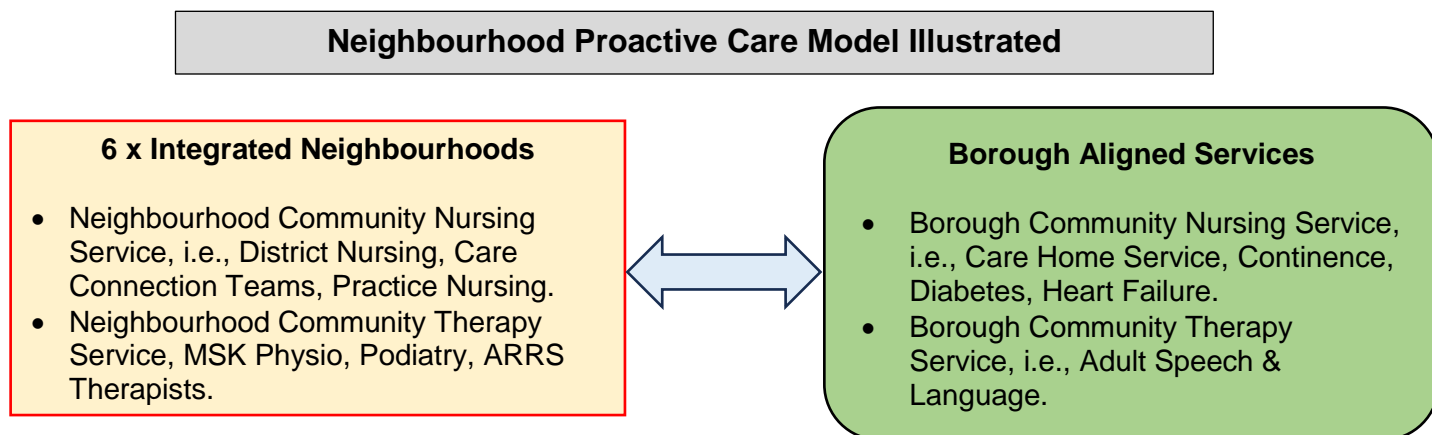 Neighbourhood Proactive Care Model Illustrated
6 x Integrated Neighbourhoods
• Neighbourhood Community Nursing
Service, i.e., District Nursing, Care
Connection Teams, Practice Nursing.
• Neighbourhood Community Therapy
Service, MSK Physio, Podiatry, ARRS
Therapists.
Borough Aligned Services
• Borough Community Nursing Service,
i.e., Care Home Service, Continence,
Diabetes, Heart Failure.
• Borough Community Therapy
Service, i.e., Adult Speech &
Language.